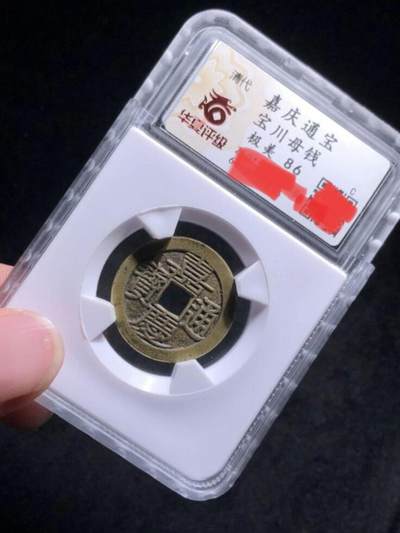 清代
嘉庆通宝
宝川母钱
极美 86
华夏评级
嘉慶通寶